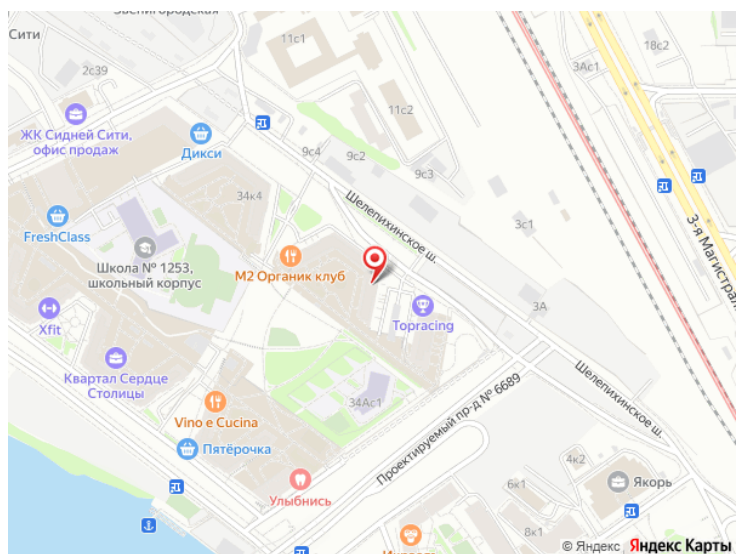 Звенигородская
Сити
2с39
11с1
18с2
3Ас1
ЖК Сидней Сити,
офис продаж
Дикси
11с2
9с4
9с2
9с3
34к4
Шелепихинское ш.
3с1
3-я Магистрал
FreshClass
Школа № 1253,
школьный корпус
М2 Органик клуб
Topracing
3А
Xfit
Квартал Сердце
Столицы
34Ас1
Проектируемый пр-д № 6689
Шелепихинское ш.
Vino e Cucina
Пятёрочка
Улыбнись
4к2
6к1
Якорь
8к1
© Яндекс Яндекс Карты